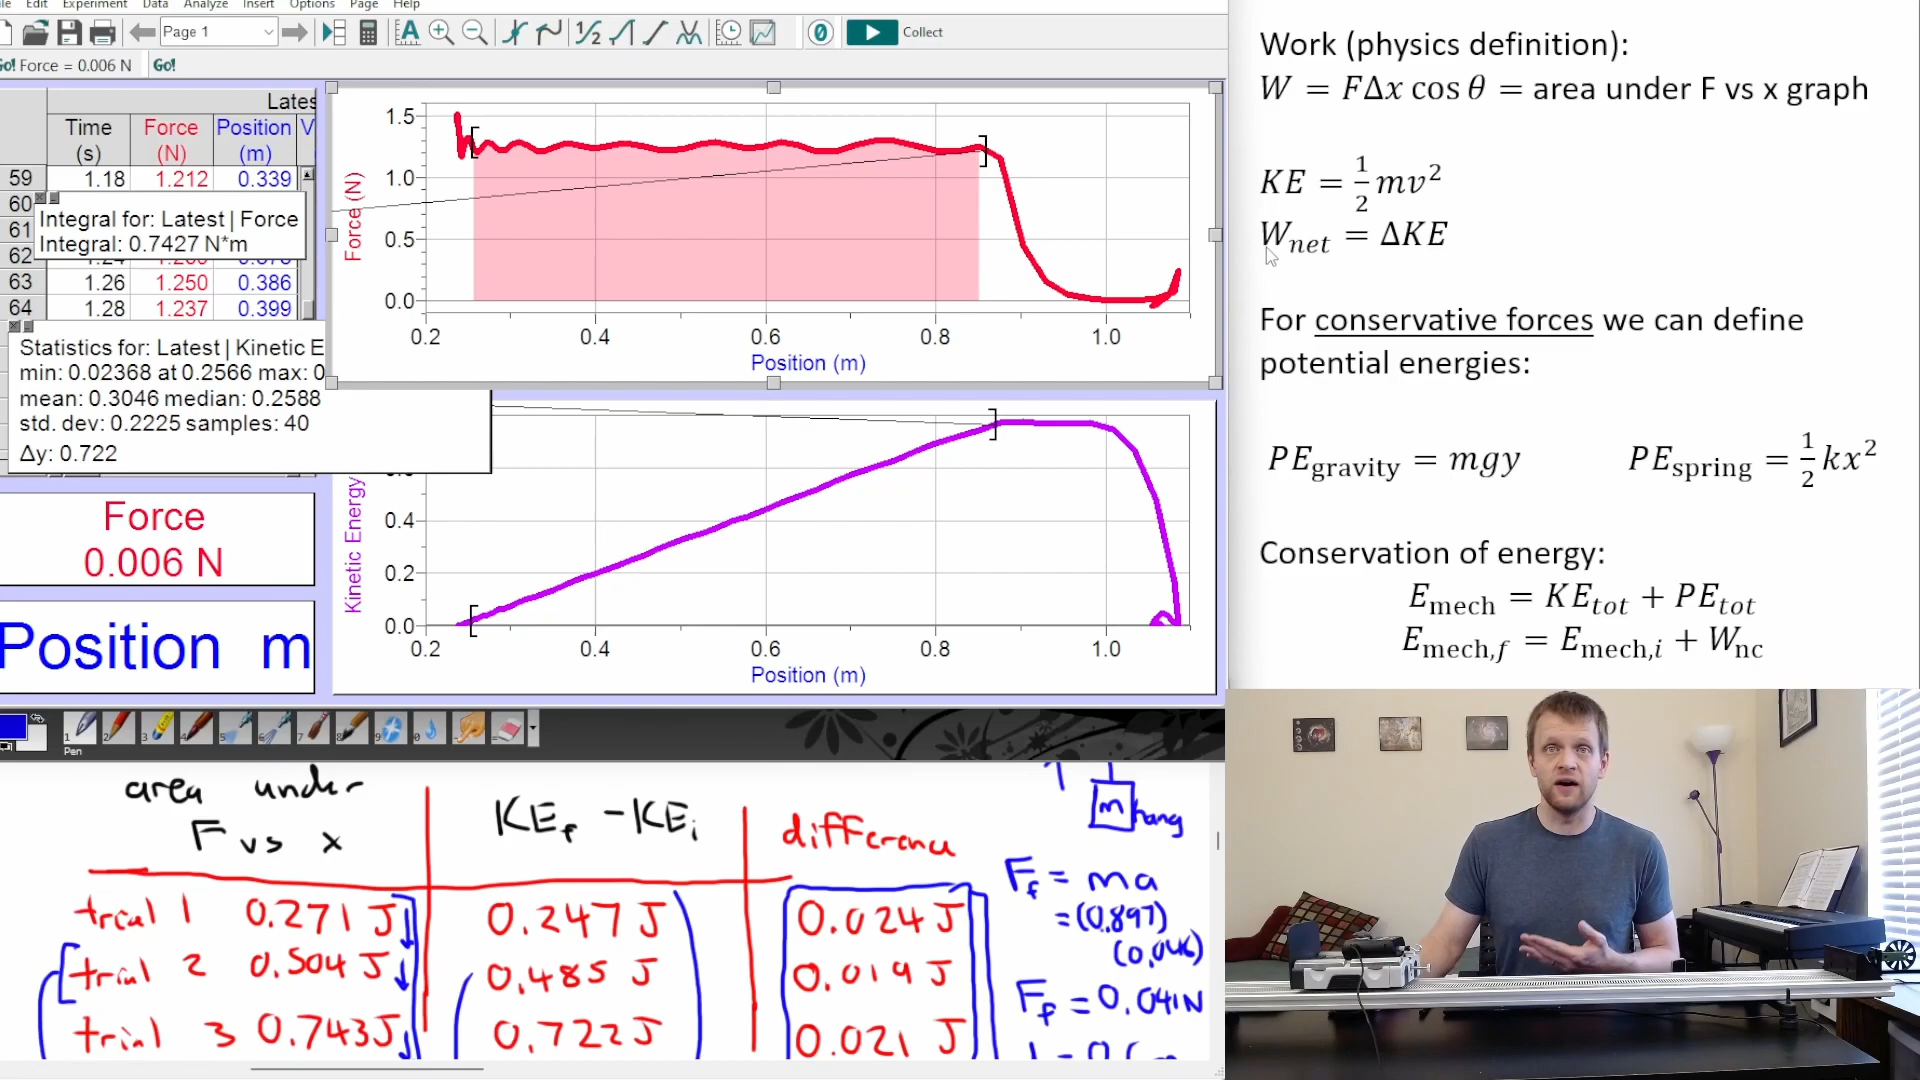 Edit Experiment Data Analyze Insert Options Page Help
Page 1
Collect
Go! Force = 0.006 N Go!
Lates
Time Force Position V
(s) (N) (m)
59 1.18 1.212 0.339
60
Integral for: Latest | Force
61
Integral: 0.7427 N*m
62
63 1.26 1.250 0.386
64 1.28 1.237 0.399
Statistics for: Latest | Kinetic E
min: 0.02368 at 0.2566 max: 0
mean: 0.3046 median: 0.2588
std. dev: 0.2225 samples: 40
Δy: 0.722
Force
0.006 N
Position m
Force (N)
1.5
1.0
0.5
0.0
0.2 0.4 0.6 0.8 1.0
Position (m)
Kinetic Energy
0.4
0.2
0.0
0.2 0.4 0.6 0.8 1.0
Position (m)
Work (physics definition):
W = FΔx cos θ = area under F vs x graph
KE = 1/2 mv²
W_net = ΔKE
For conservative forces we can define
potential energies:
PE_gravity = mgy PE_spring = 1/2 kx²
Conservation of energy:
E_mech = KE_tot + PE_tot
E_mech,f = E_mech,i + W_nc
Pen
area under
F vs x
KE_f - KE_i
difference
trial 1 0.271 J 0.247 J 0.024 J
trial 2 0.504 J 0.485 J 0.019 J
trial 3 0.743 J 0.722 J 0.021 J
m hang
F_f = ma
= (0.897)
(0.046)
F_f = 0.041N